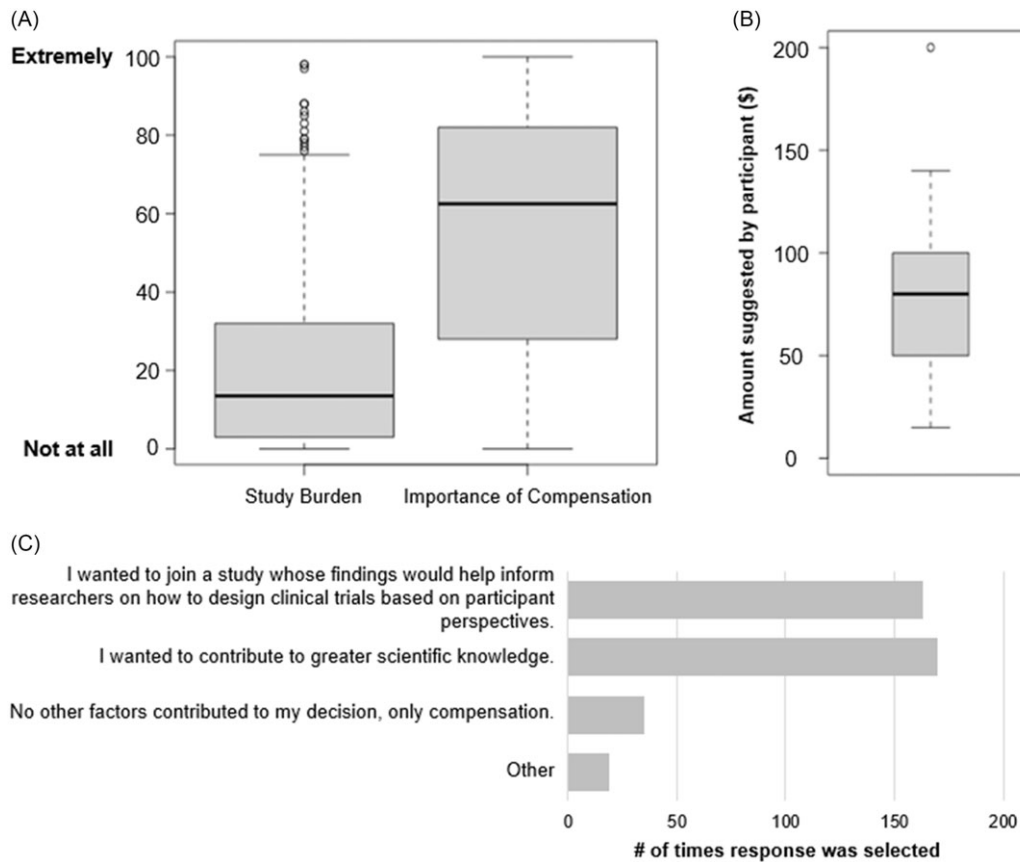 (A)
Extremely
100
80
60
40
20
0
Not at all
Study Burden
Importance of Compensation
(B)
Amount suggested by participant ($)
200
150
100
50
0
(C)
I wanted to join a study whose findings would help inform
researchers on how to design clinical trials based on participant
perspectives.
I wanted to contribute to greater scientific knowledge.
No other factors contributed to my decision, only compensation.
Other
0 50 100 150 200
# of times response was selected